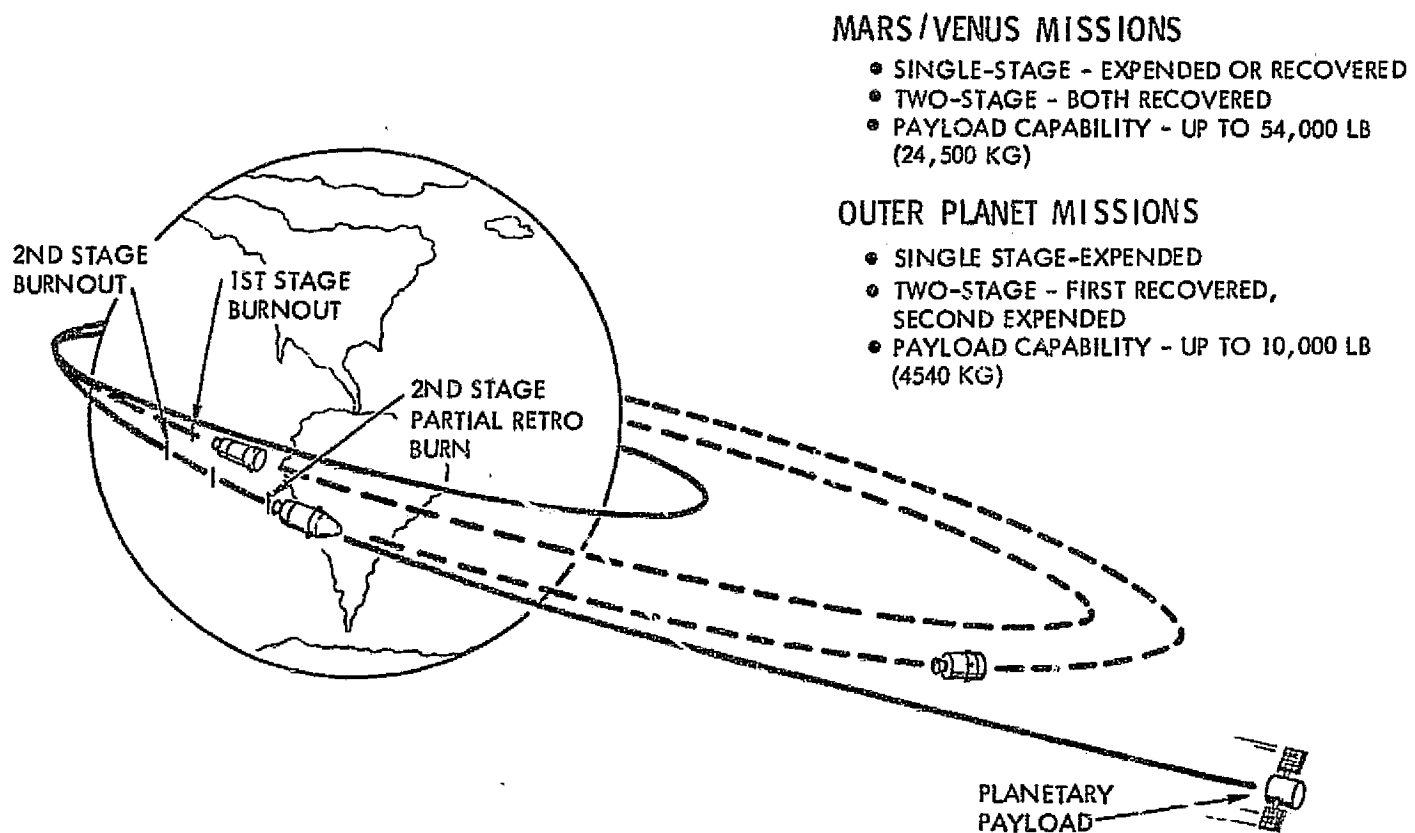 MARS/VENUS MISSIONS
• SINGLE-STAGE - EXPENDED OR RECOVERED
• TWO-STAGE - BOTH RECOVERED
• PAYLOAD CAPABILITY - UP TO 54,000 LB
(24,500 KG)
OUTER PLANET MISSIONS
• SINGLE STAGE-EXPENDED
• TWO-STAGE - FIRST RECOVERED,
SECOND EXPENDED
• PAYLOAD CAPABILITY - UP TO 10,000 LB
(4540 KG)
2ND STAGE
BURNOUT
1ST STAGE
BURNOUT
2ND STAGE
PARTIAL RETRO
BURN
PLANETARY
PAYLOAD